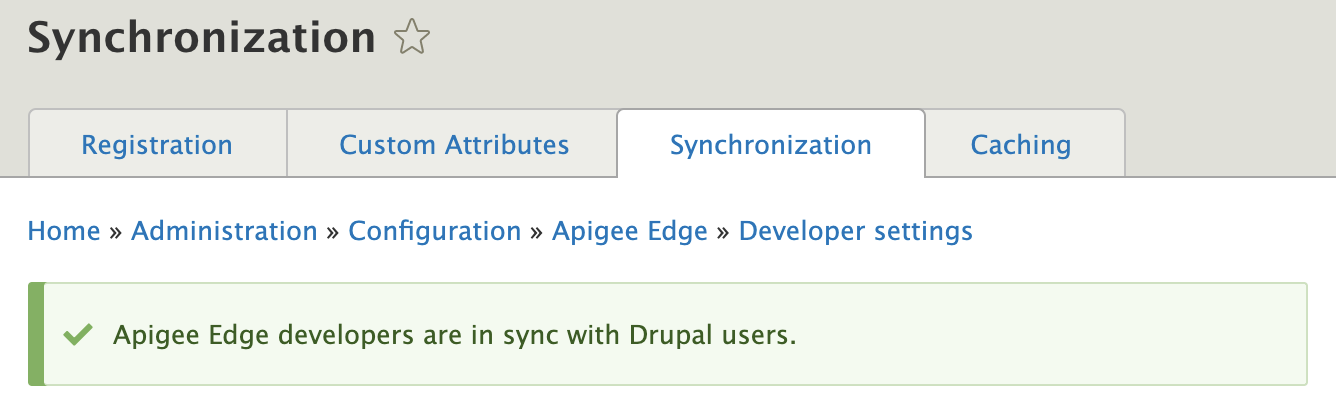 Synchronization
Registration Custom Attributes Synchronization Caching
Home » Administration » Configuration » Apigee Edge » Developer settings
Apigee Edge developers are in sync with Drupal users.